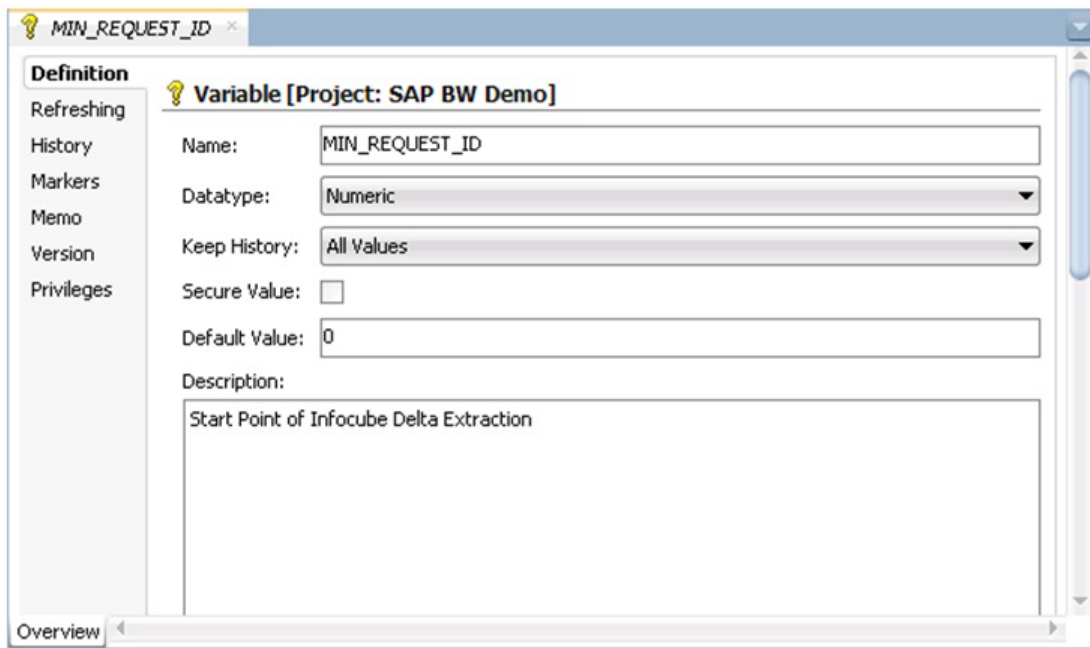 MIN_REQUEST_ID
Definition
Refreshing
History
Markers
Memo
Version
Privileges
Variable [Project: SAP BW Demo]
Name: MIN_REQUEST_ID
Datatype: Numeric
Keep History: All Values
Secure Value:
Default Value: 0
Description:
Start Point of Infocube Delta Extraction
Overview